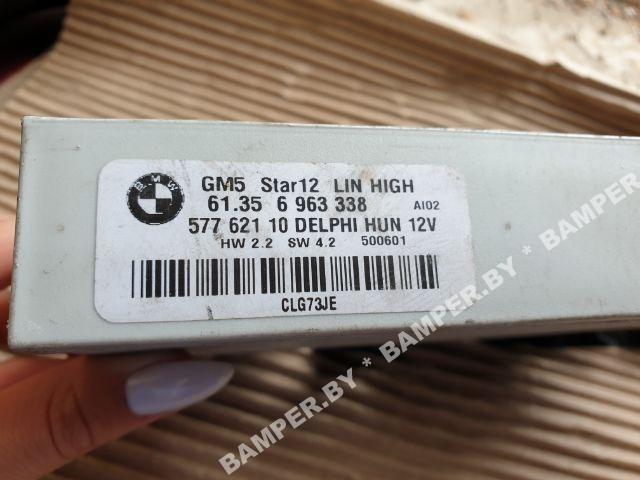 BMW
GM5 Star12 LIN HIGH
61.35 6 963 338 AI02
577 621 10 DELPHI HUN 12V
HW 2.2 SW 4.2 500601
CLG73JE
BAMPER.BY * BAMPER.BY * BAMPER.BY